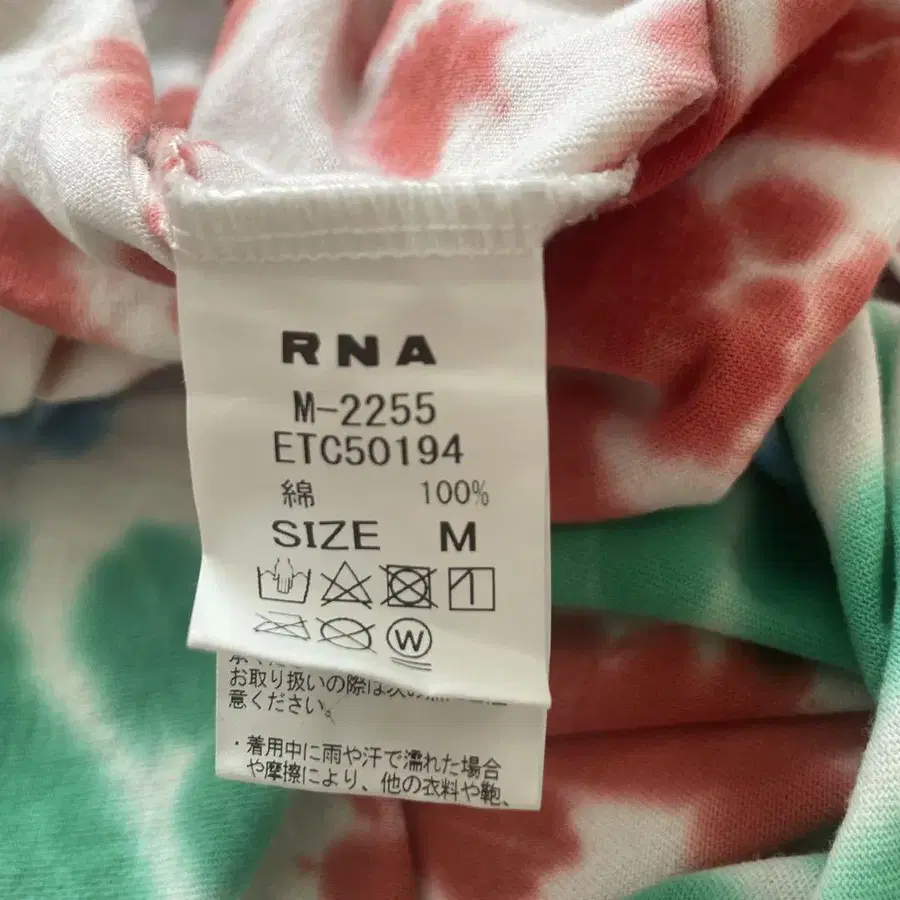 RNA
M-2255
ETC50194
綿 100%
SIZE M
W
お取り扱いの際は次の
意ください。
・着用中に雨や汗で濡れた場合
や摩擦により、他の衣料や鞄、